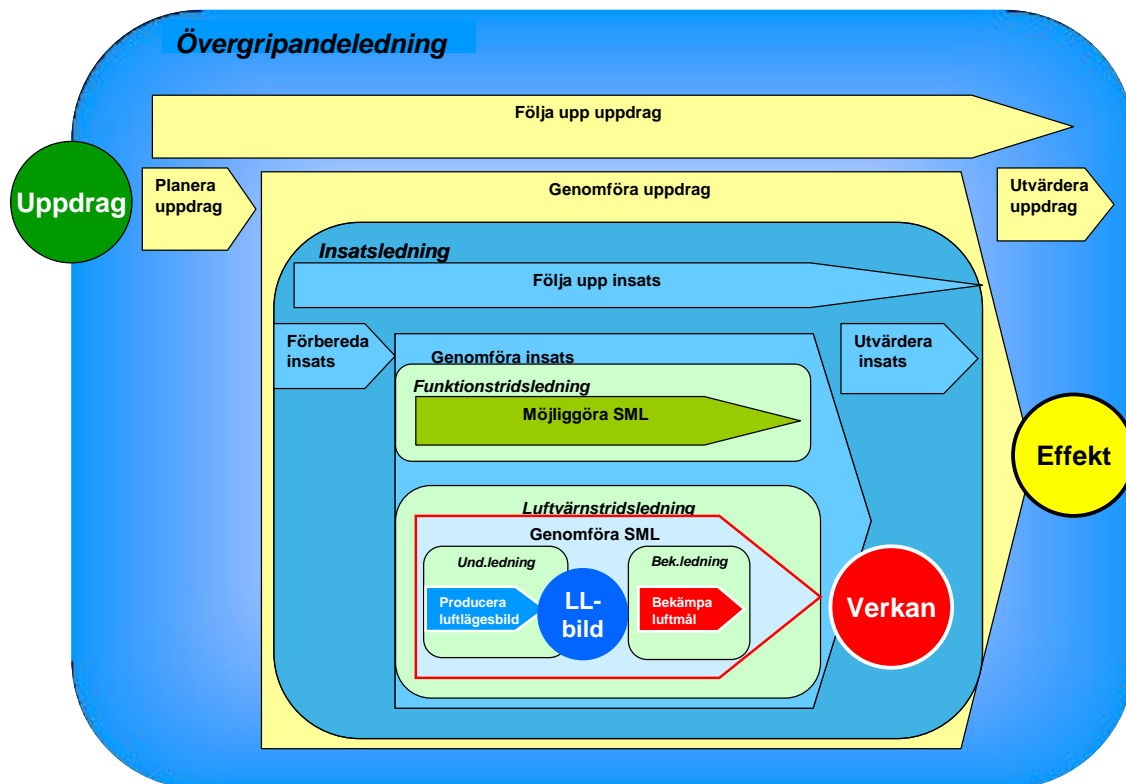 Övergripandeledning
Följa upp uppdrag
Uppdrag
Planera
uppdrag
Genomföra uppdrag
Utvärdera
uppdrag
Insatsledning
Följa upp insats
Förbereda
insats
Genomföra insats
Utvärdera
insats
Funktionstridsledning
Möjliggöra SML
Effekt
Luftvärnstridsledning
Genomföra SML
Und.ledning
Producera
luftlägesbild
LL-
bild
Bek.ledning
Bekämpa
luftmål
Verkan